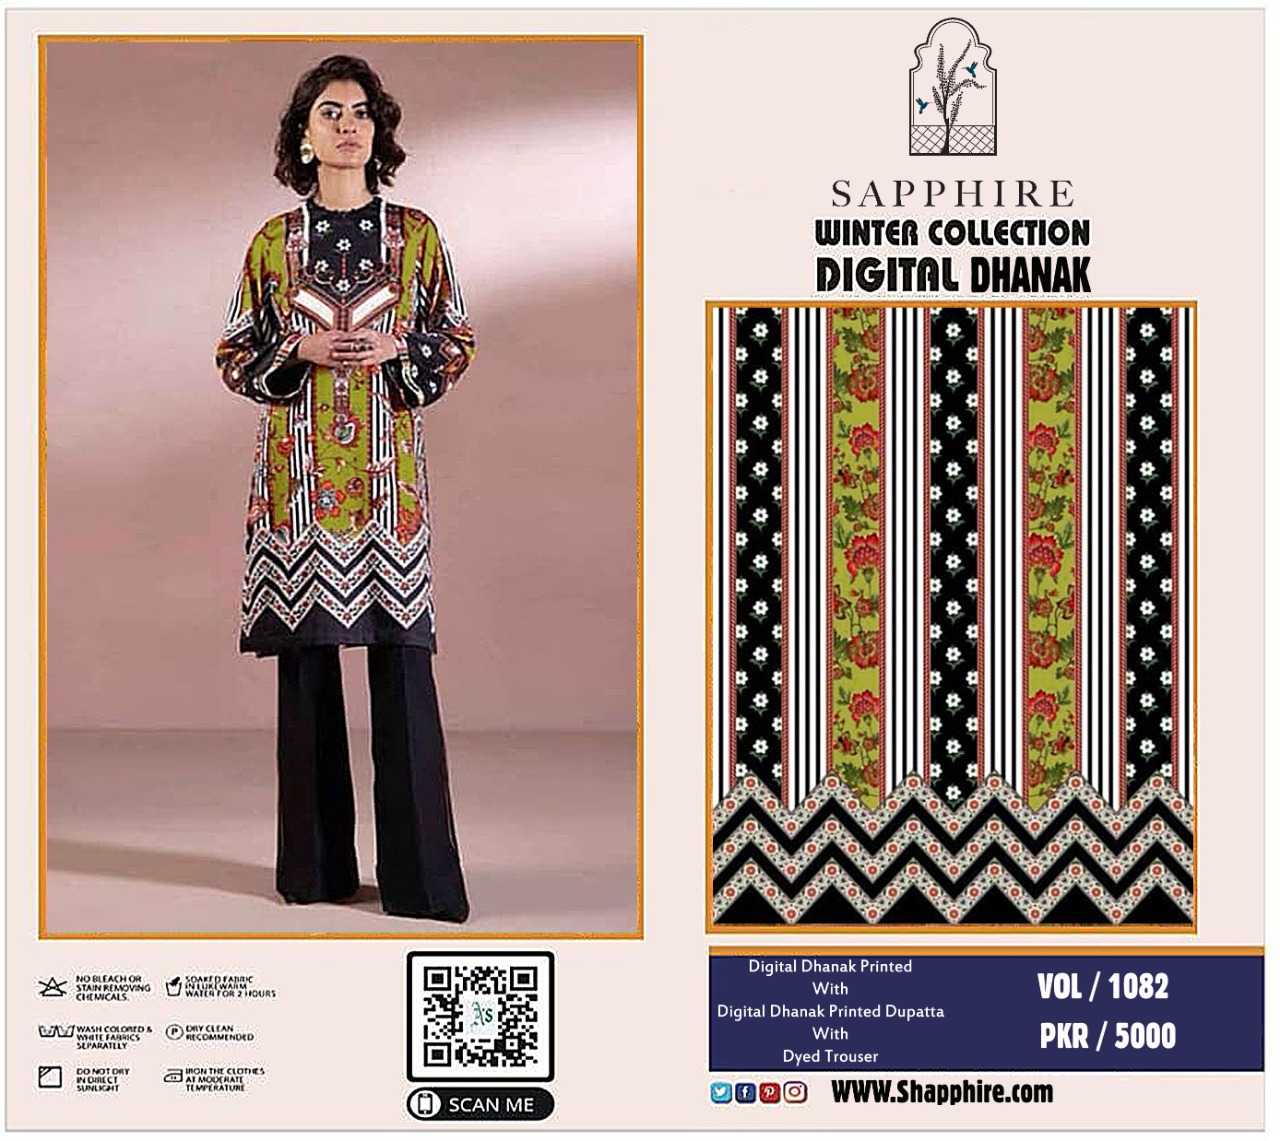 SAPPHIRE
WINTER COLLECTION
DIGITAL DHANAK
NO BLEACH OR
STAIN REMOVING
CHEMICALS.
SOAKED FABRIC
IN LUKEWARM
WATER FOR 2 HOURS
WASH COLORED &
WHITE FABRICS
SEPARATELY
P
DRY CLEAN
RECOMMENDED
DO NOT DRY
IN DIRECT
SUNLIGHT
IRON THE CLOTHES
AT MODERATE
TEMPERATURE
A's
SCAN ME
Digital Dhanak Printed
With
Digital Dhanak Printed Dupatta
With
Dyed Trouser
VOL / 1082
PKR / 5000
WWW.Shapphire.com